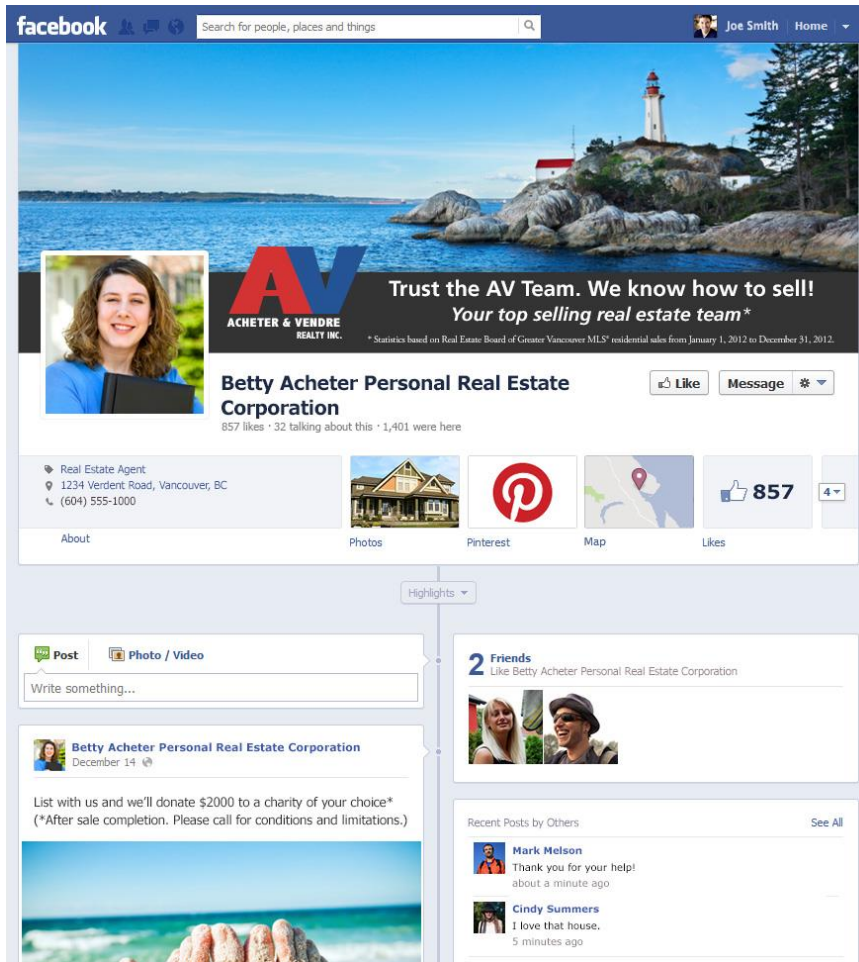 facebook
Search for people, places and things
Joe Smith Home
AV
ACHETER & VENDRE
REALTY INC.
Trust the AV Team. We know how to sell!
Your top selling real estate team*
* Statistics based on Real Estate Board of Greater Vancouver MLS® residential sales from January 1, 2012 to December 31, 2012.
Betty Acheter Personal Real Estate
Corporation
857 likes · 32 talking about this · 1,401 were here
Like
Message
Real Estate Agent
1234 Verdent Road, Vancouver, BC
(604) 555-1000
About
Photos
Pinterest
Map
857
Likes
4
Highlights
Post
Photo / Video
Write something...
Betty Acheter Personal Real Estate Corporation
December 14
List with us and we'll donate $2000 to a charity of your choice*
(*After sale completion. Please call for conditions and limitations.)
2 Friends
Like Betty Acheter Personal Real Estate Corporation
Recent Posts by Others
See All
Mark Melson
Thank you for your help!
about a minute ago
Cindy Summers
I love that house.
5 minutes ago